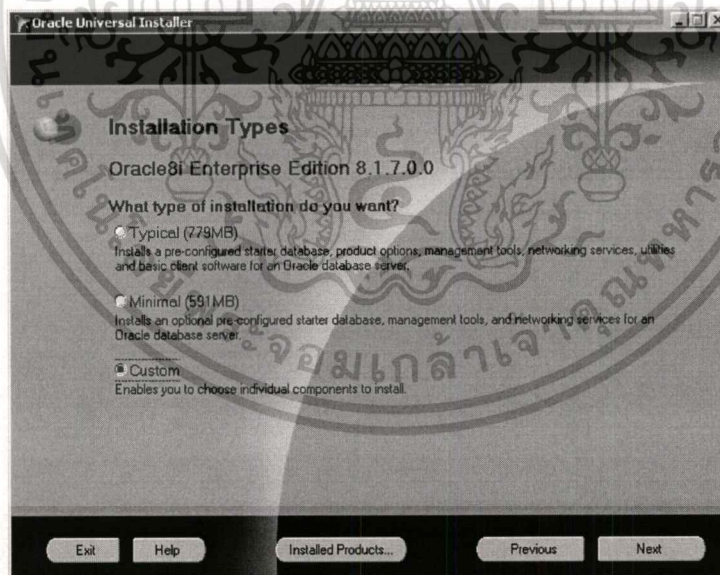 Oracle Universal Installer
Installation Types
Oracle8i Enterprise Edition 8.1.7.0.0
What type of installation do you want?
Typical (779MB)
Installs a pre-configured starter database, product options, management tools, networking services, utilities
and basic client software for an Oracle database server.
Minimal (591MB)
Installs an optional pre-configured starter database, management tools, and networking services for an
Oracle database server.
Custom
Enables you to choose individual components to install.
Exit
Help
Installed Products...
Previous
Next